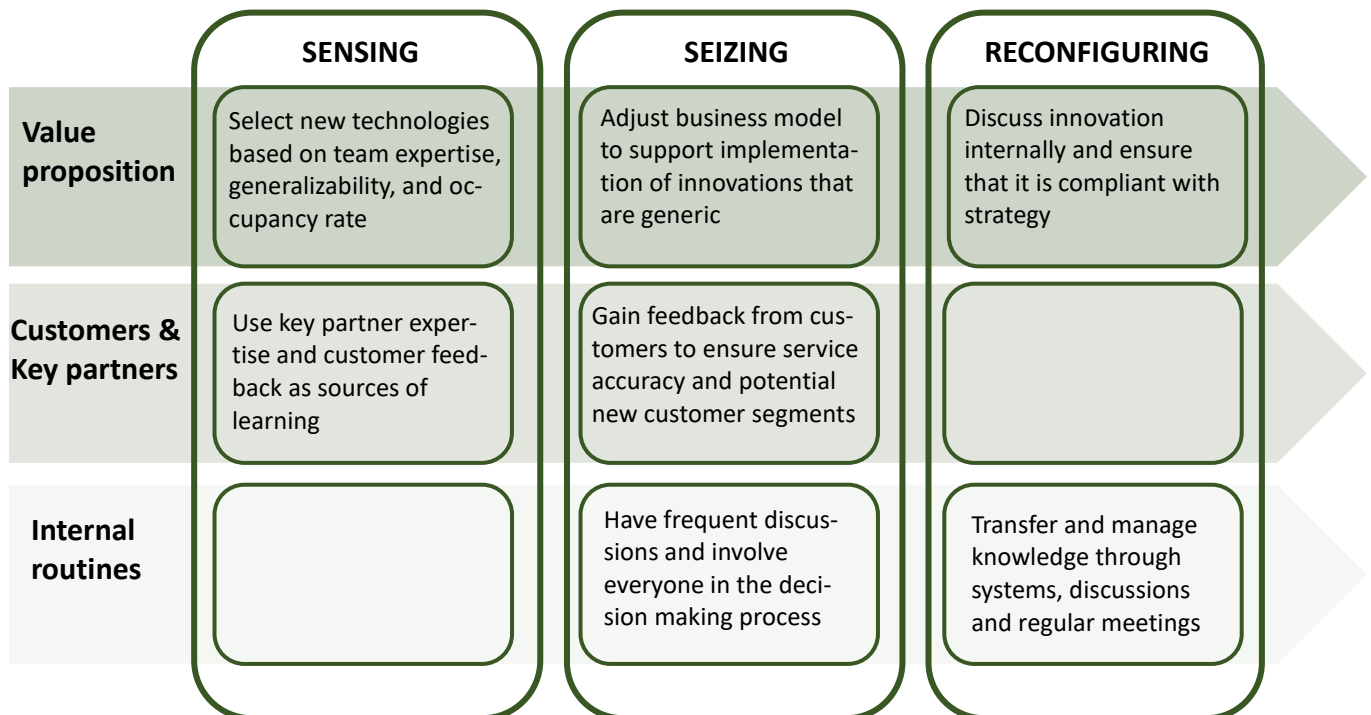 SENSING
SEIZING
RECONFIGURING
Value
proposition
Select new technologies
based on team expertise,
generalizability, and oc-
cupancy rate
Adjust business model
to support implementa-
tion of innovations that
are generic
Discuss innovation
internally and ensure
that it is compliant with
strategy
Customers &
Key partners
Use key partner exper-
tise and customer feed-
back as sources of
learning
Gain feedback from cus-
tomers to ensure service
accuracy and potential
new customer segments
Internal
routines
Have frequent discus-
sions and involve
everyone in the deci-
sion making process
Transfer and manage
knowledge through
systems, discussions
and regular meetings